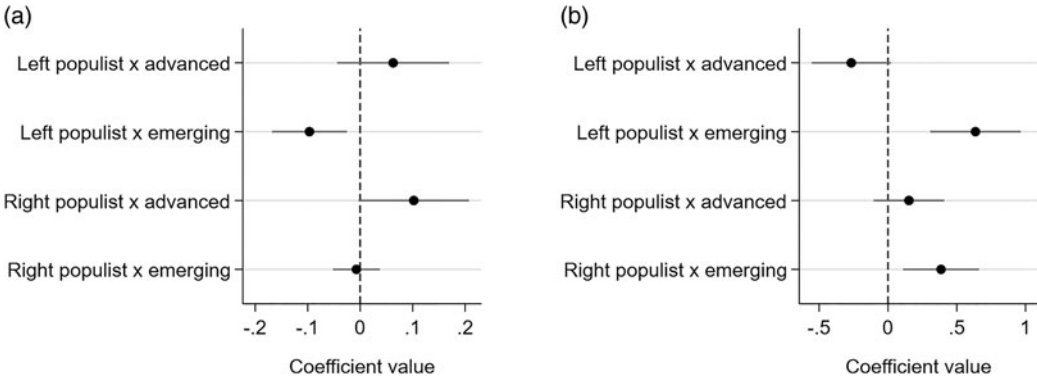 (a)
Left populist x advanced
Left populist x emerging
Right populist x advanced
Right populist x emerging
-.2 -.1 0 .1 .2
Coefficient value
(b)
Left populist x advanced
Left populist x emerging
Right populist x advanced
Right populist x emerging
-.5 0 .5 1
Coefficient value